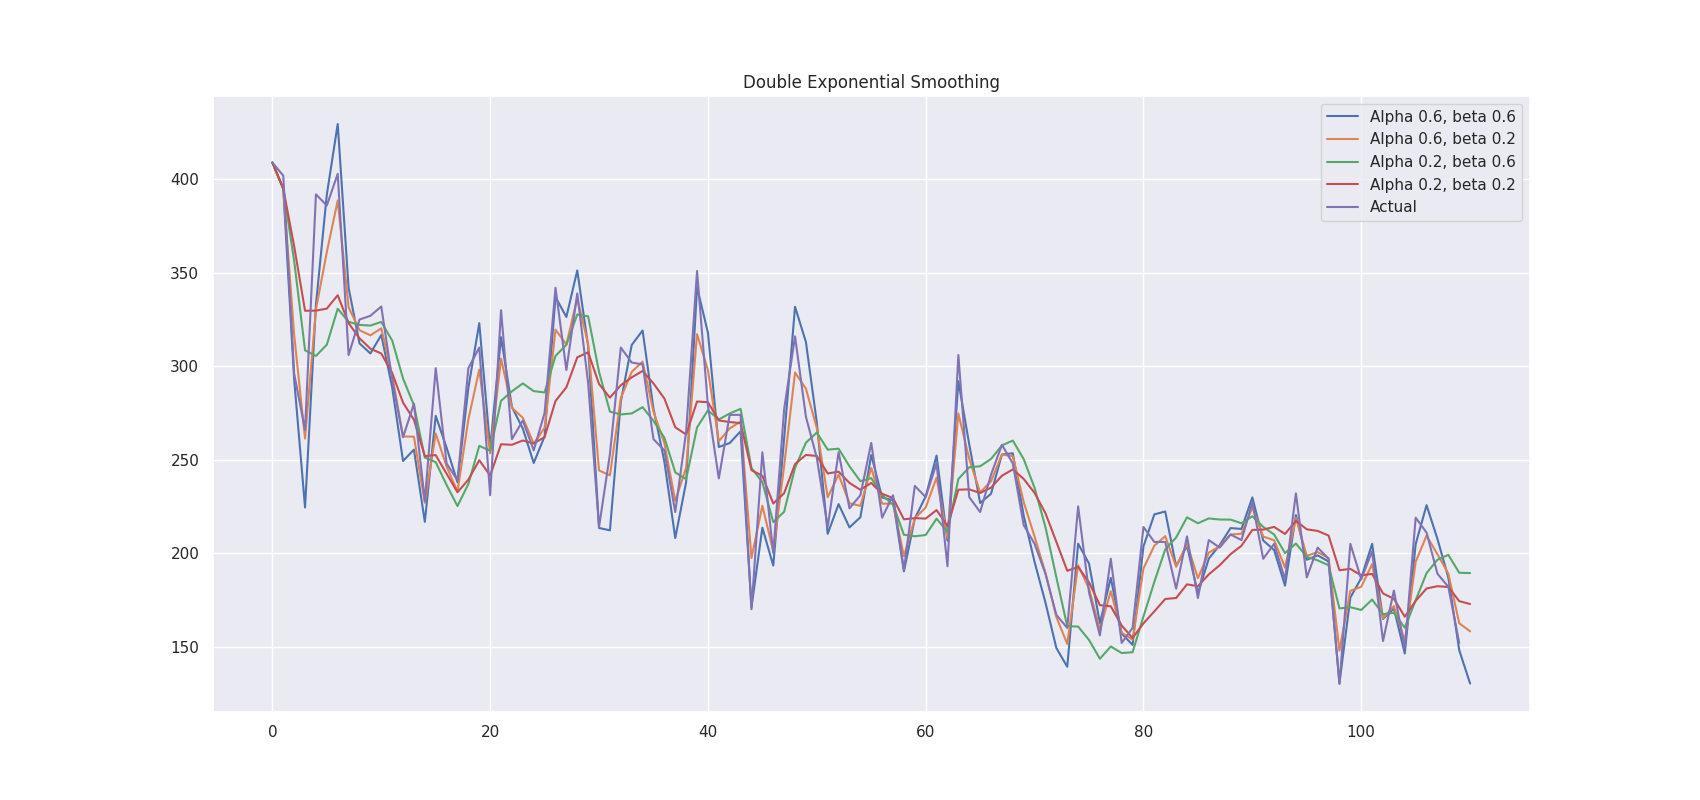 Double Exponential Smoothing
Alpha 0.6, beta 0.6
Alpha 0.6, beta 0.2
Alpha 0.2, beta 0.6
Alpha 0.2, beta 0.2
Actual
400
350
300
250
200
150
0 20 40 60 80 100